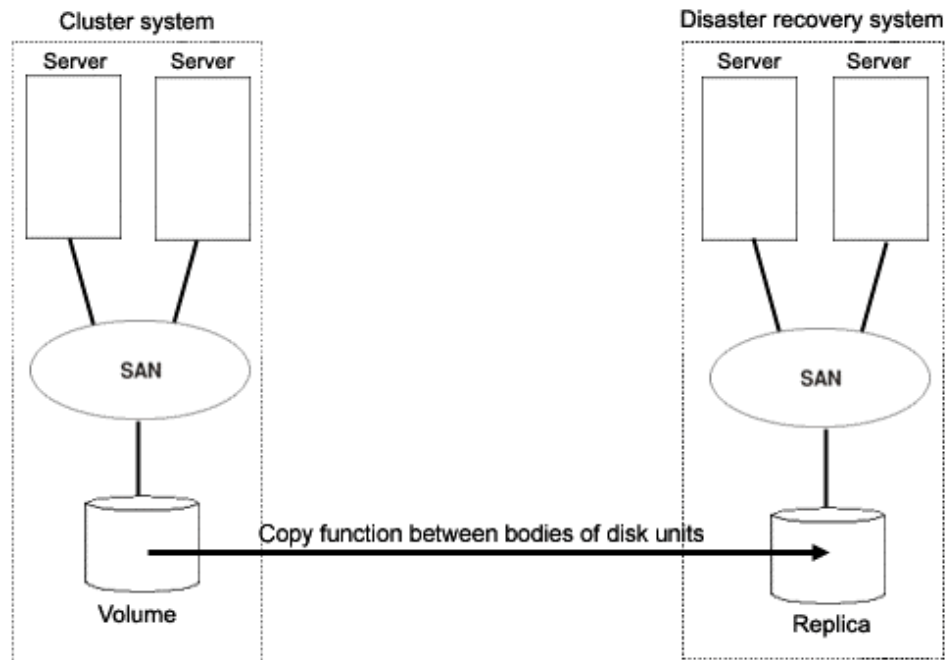 Cluster system
Server Server
SAN
Volume
Copy function between bodies of disk units
Disaster recovery system
Server Server
SAN
Replica